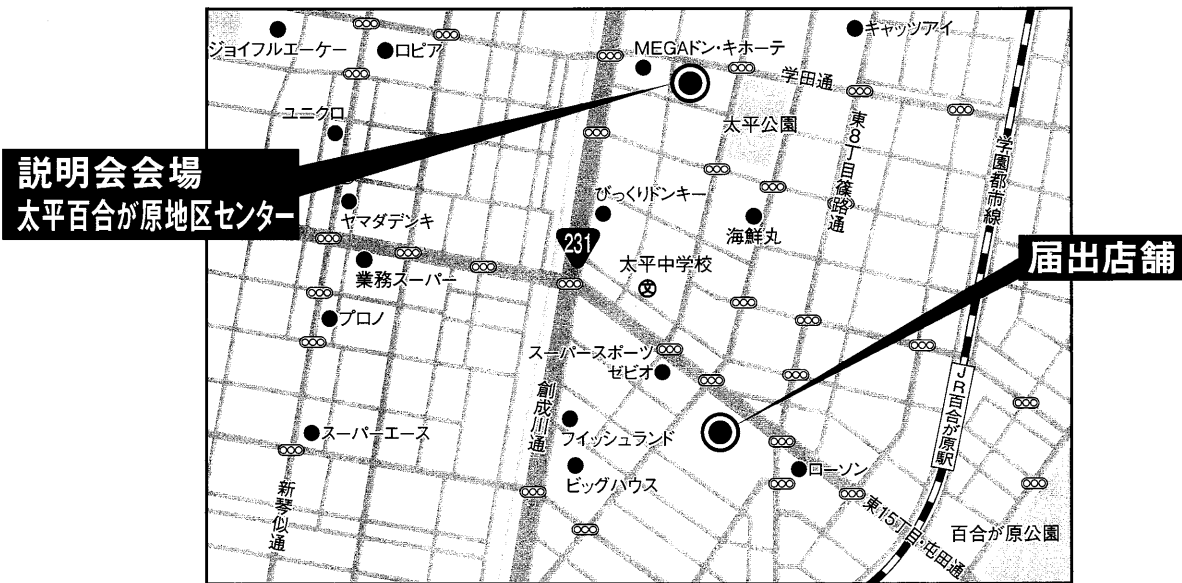 ジョイフルエーケー
ロピア
MEGAドン・キホーテ
キャッツアイ
学田通
ユニクロ
太平公園
東8丁目篠路通
学園都市線
説明会会場
太平百合が原地区センター
ヤマダデンキ
びっくりドンキー
海鮮丸
231
太平中学校
文
届出店舗
業務スーパー
プロノ
スーパースポーツ
ゼビオ
JR百合が原駅
創成川通
スーパーエース
フイッシュランド
ビッグハウス
ローソン
新琴似通
東15丁目・屯田通
百合が原公園